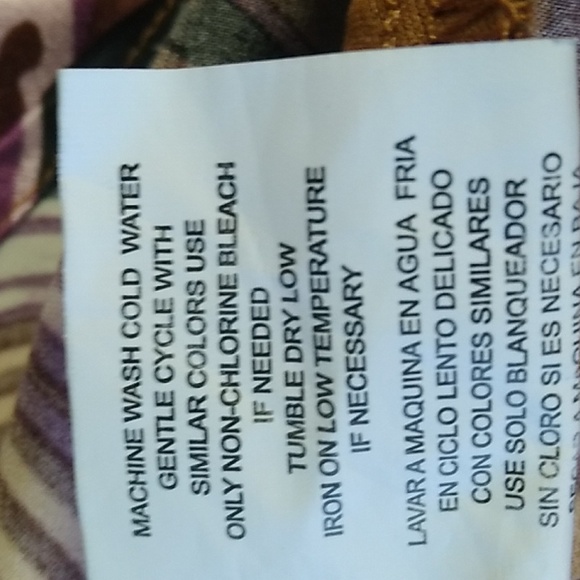 MACHINE WASH COLD WATER
GENTLE CYCLE WITH
SIMILAR COLORS USE
ONLY NON-CHLORINE BLEACH
IF NEEDED
TUMBLE DRY LOW
IRON ON LOW TEMPERATURE
IF NECESSARY
LAVAR A MAQUINA EN AGUA FRIA
EN CICLO LENTO DELICADO
CON COLORES SIMILARES
USE SOLO BLANQUEADOR
SIN CLORO SI ES NECESARIO